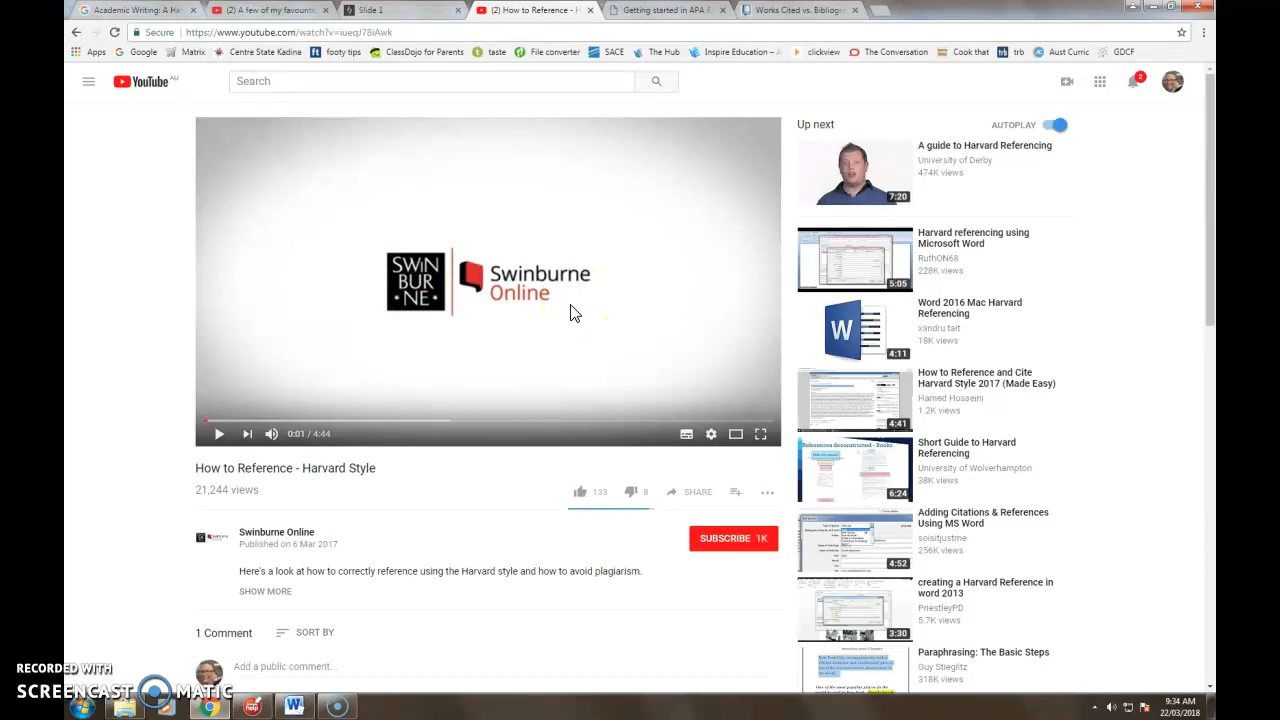 Academic Writing: A Ha
(2) A few of my favourite
Slide 1
(2) How to Reference - H
Getting started in APA R
Works Cited vs. Bibliogr
Secure
https://www.youtube.com/watch?v=iueqJ78iAwk
Apps
Google
Matrix
Centre State Kadina
footy tips
ClassDojo for Parents
taste
File converter
SACE
The Hub
Inspire Education –
clickview
The Conversation
Cook that
trb
Aust Curric
GDCF
YouTube AU
Search
2
SWIN
BUR
NE
Swinburne
Online
0:01 / 4:44
How to Reference - Harvard Style
21,244 views
133
8
SHARE
Swinburne Online
Published on 6 Mar 2017
SUBSCRIBE 1K
Here's a look at how to correctly reference using the Harvard style and how to avoid plagiarism.
SHOW MORE
1 Comment
SORT BY
Add a public comment...
Up next
AUTOPLAY
A guide to Harvard Referencing
University of Derby
474K views
7:20
Harvard referencing using
Microsoft Word
RuthON68
228K views
5:05
Word 2016 Mac Harvard
Referencing
xandru tait
18K views
W
4:11
How to Reference and Cite
Harvard Style 2017 (Made Easy)
Hamed Hosseini
1.2K views
4:41
Short Guide to Harvard
Referencing
University of Wolverhampton
38K views
References deconstructed - Books
6:24
Adding Citations & References
Using MS Word
soisitjustme
256K views
4:52
creating a Harvard Reference in
word 2013
PriestleyPD
5.7K views
3:30
Paraphrasing: The Basic Steps
Guy Stieglitz
318K views
RECORDED WITH
SCREENCAST MATIC
9:34 AM
22/03/2018